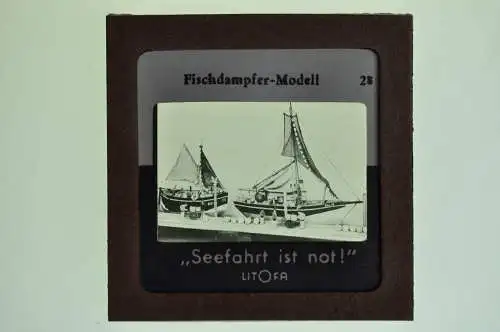 Fischdampfer-Modell 28
„Seefahrt ist not!"
LITOFA